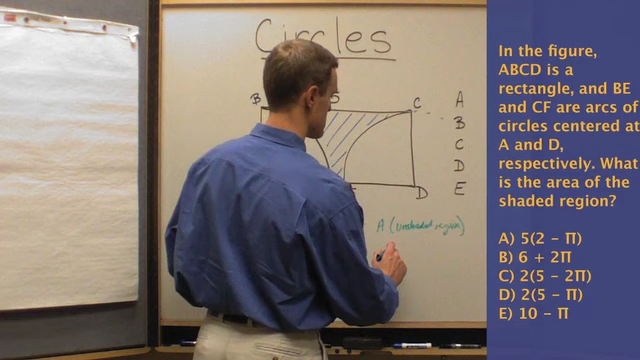 Circles
B
5
C
A
B
C
D
E
D
A (unshaded region)
In the figure,
ABCD is a
rectangle, and BE
and CF are arcs of
circles centered at
A and D,
respectively. What
is the area of the
shaded region?
A) 5(2 - Π)
B) 6 + 2Π
C) 2(5 - 2Π)
D) 2(5 - Π)
E) 10 - Π